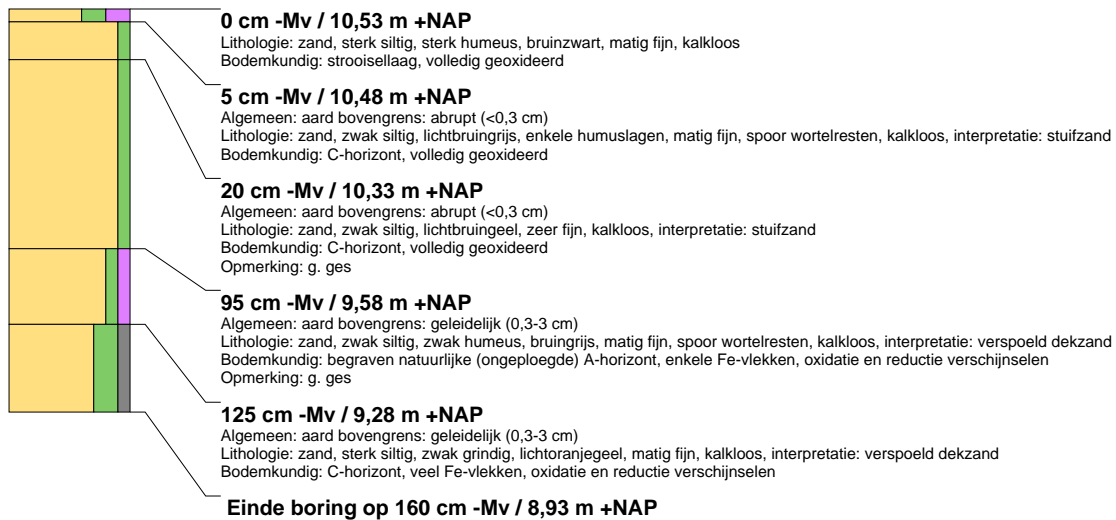 0 cm -Mv / 10,53 m +NAP
Lithologie: zand, sterk siltig, sterk humeus, bruinzwart, matig fijn, kalkloos
Bodemkundig: strooisellaag, volledig geoxideerd
5 cm -Mv / 10,48 m +NAP
Algemeen: aard bovengrens: abrupt (<0,3 cm)
Lithologie: zand, zwak siltig, lichtbruingrijs, enkele humuslagen, matig fijn, spoor wortelresten, kalkloos, interpretatie: stuifzand
Bodemkundig: C-horizont, volledig geoxideerd
20 cm -Mv / 10,33 m +NAP
Algemeen: aard bovengrens: abrupt (<0,3 cm)
Lithologie: zand, zwak siltig, lichtbruingeel, zeer fijn, kalkloos, interpretatie: stuifzand
Bodemkundig: C-horizont, volledig geoxideerd
Opmerking: g. ges
95 cm -Mv / 9,58 m +NAP
Algemeen: aard bovengrens: geleidelijk (0,3-3 cm)
Lithologie: zand, zwak siltig, zwak humeus, bruingrijs, matig fijn, spoor wortelresten, kalkloos, interpretatie: verspoeld dekzand
Bodemkundig: begraven natuurlijke (ongeploegde) A-horizont, enkele Fe-vlekken, oxidatie en reductie verschijnselen
Opmerking: g. ges
125 cm -Mv / 9,28 m +NAP
Algemeen: aard bovengrens: geleidelijk (0,3-3 cm)
Lithologie: zand, sterk siltig, zwak grindig, lichtoranjegeel, matig fijn, kalkloos, interpretatie: verspoeld dekzand
Bodemkundig: C-horizont, veel Fe-vlekken, oxidatie en reductie verschijnselen
Einde boring op 160 cm -Mv / 8,93 m +NAP